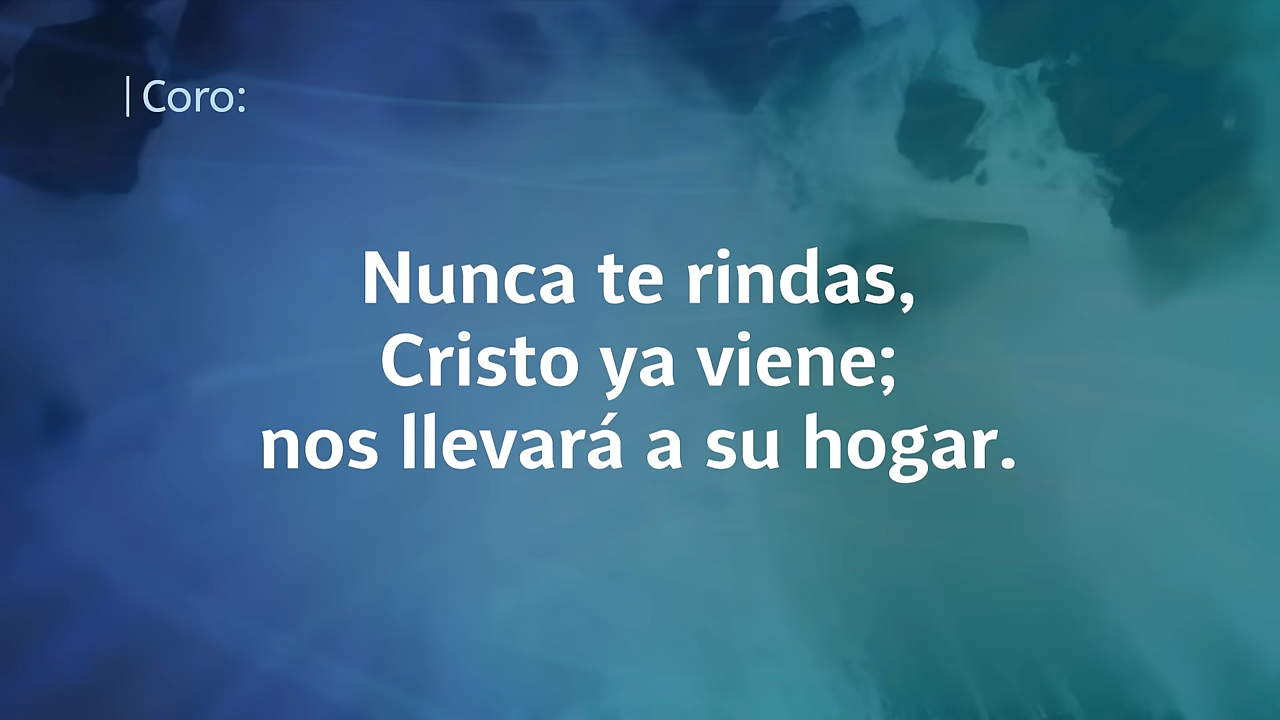 | Coro:
Nunca te rindas,
Cristo ya viene;
nos llevará a su hogar.